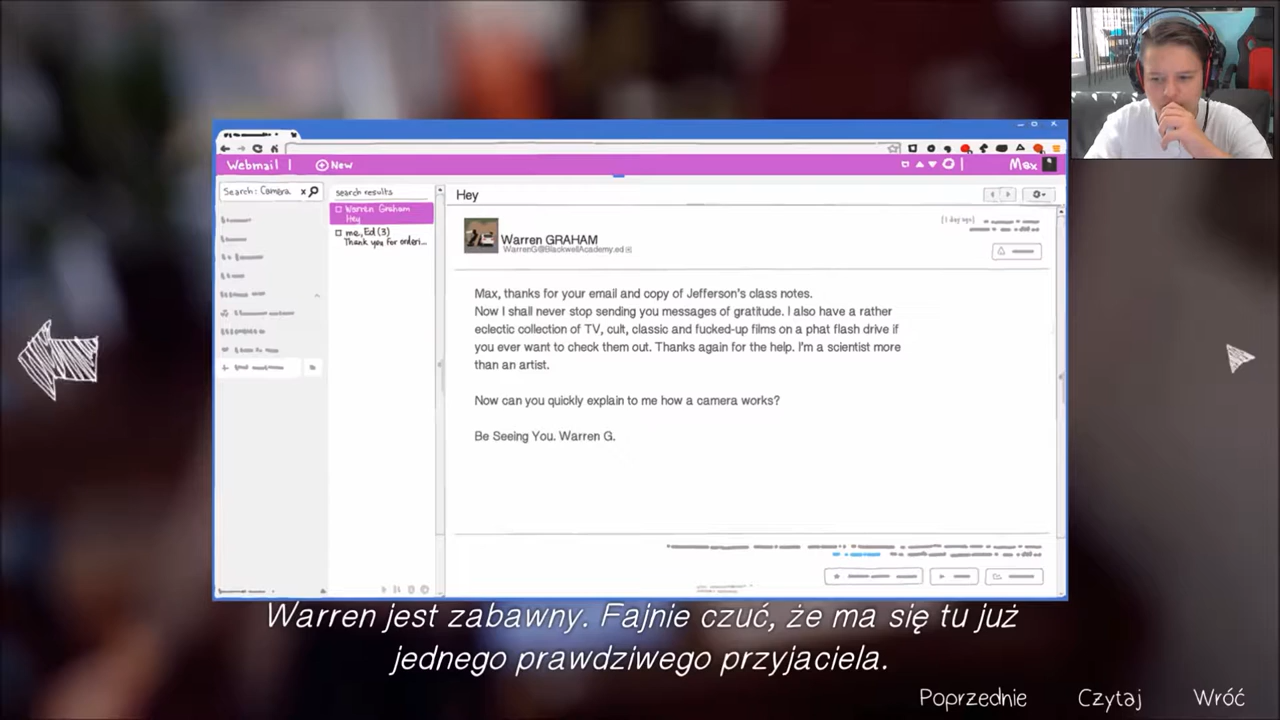 Webmail |
New
Max
Search: Camera
x
search results
Warren Graham
Hey
me, Ed (3)
Thank you for orderi...
Hey
Warren GRAHAM
WarrenG@BlackwellAcademy.ed
[1 day ago]
Max, thanks for your email and copy of Jefferson's class notes.
Now I shall never stop sending you messages of gratitude. I also have a rather
eclectic collection of TV, cult, classic and fucked-up films on a phat flash drive if
you ever want to check them out. Thanks again for the help. I'm a scientist more
than an artist.
Now can you quickly explain to me how a camera works?
Be Seeing You. Warren G.
Warren jest zabawny. Fajnie czuć, że ma się tu już
jednego prawdziwego przyjaciela.
Poprzednie
Czytaj
Wróć